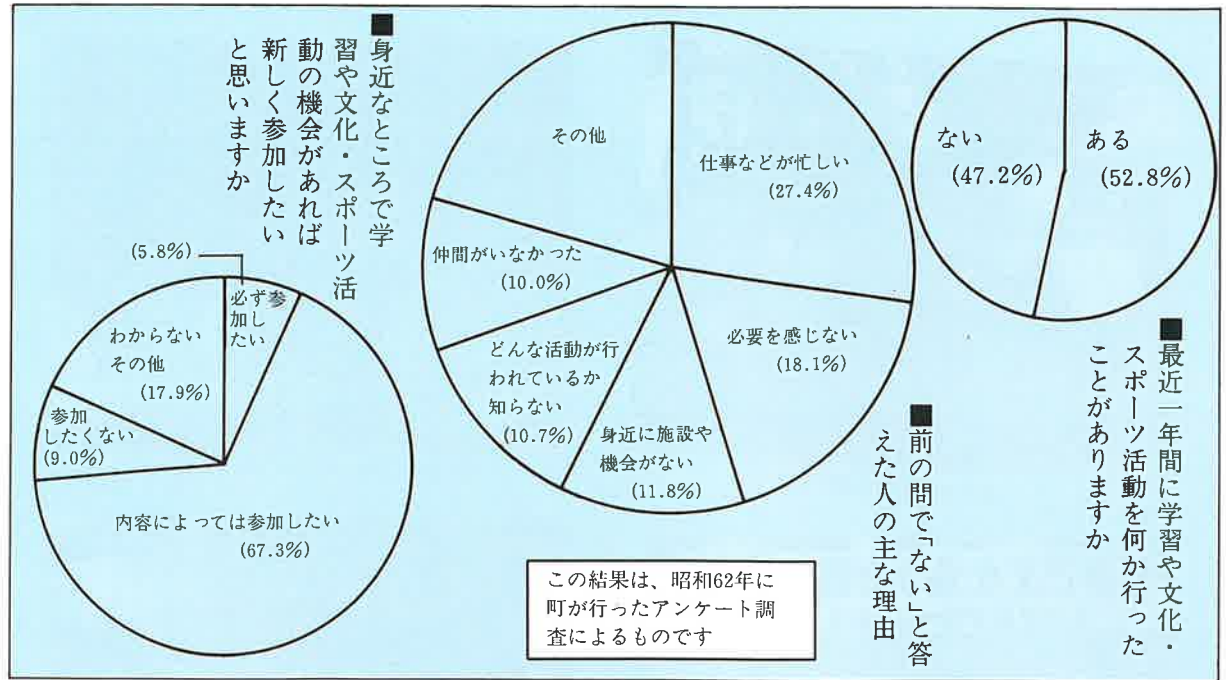 ■最近一年間に学習や文化・
スポーツ活動を何か行った
ことがありますか
ある
(52.8%)
ない
(47.2%)
■前の問で「ない」と答
えた人の主な理由
仕事などが忙しい
(27.4%)
必要を感じない
(18.1%)
身近に施設や
機会がない
(11.8%)
どんな活動が行
われているか
知らない
(10.7%)
仲間がいなかった
(10.0%)
その他
■身近なところで学
習や文化・スポーツ活
動の機会があれば
新しく参加したい
と思いますか
(5.8%)
必ず参
加し
たい
内容によっては参加したい
(67.3%)
参加
したくない
(9.0%)
わからない
その他
(17.9%)
この結果は、昭和62年に
町が行ったアンケート調
査によるものです